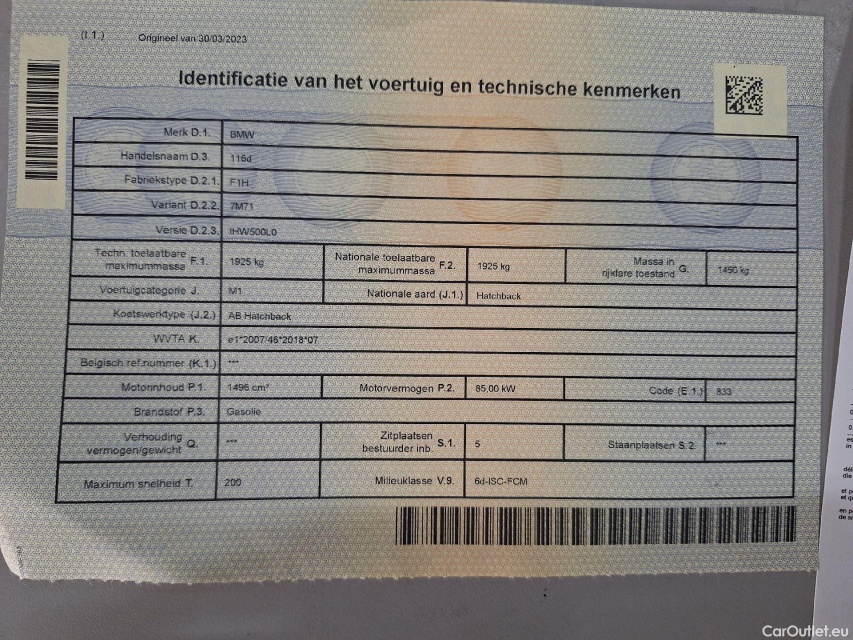 (I.1.) Origineel van 30/03/2023
Identificatie van het voertuig en technische kenmerken
Merk D.1. BMW
Handelsnaam D.3. 116d
Fabriekstype D.2.1. F1H
Variant D.2.2. 7M71
Versie D.2.3. IHW500L0
Techn. toelaatbare maximummassa F.1. 1925 kg Nationale toelaatbare maximummassa F.2. 1925 kg Massa in rijklare toestand G. 1450 kg
Voertuigcategorie J. M1 Nationale aard (J.1.) Hatchback
Koetswerktype (J.2.) AB Hatchback
WVTA K. e1*2007/46*2018*07
Belgisch ref.nummer (K.1.) ***
Motorinhoud P.1. 1496 cm³ Motorvermogen P.2. 85,00 kW Code (E.1.) 833
Brandstof P.3. Gasolie
Verhouding vermogen/gewicht Q. *** Zitplaatsen bestuurder inb. S.1. 5 Staanplaatsen S.2. ***
Maximum snelheid T. 200 Milieuklasse V.9. 6d-ISC-FCM
CarOutlet.eu